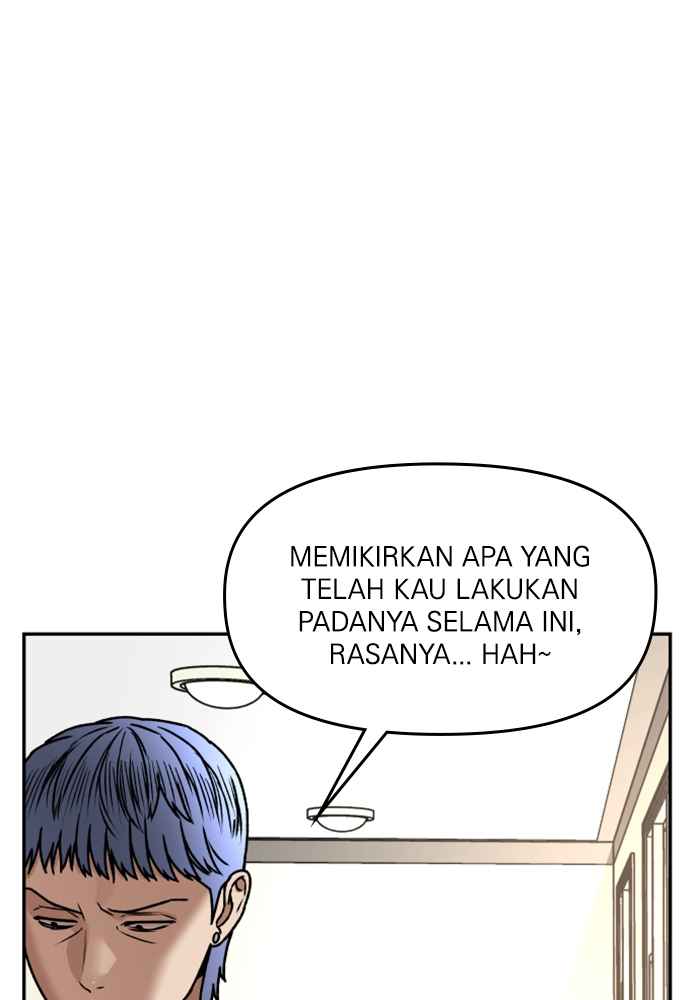 MEMIKIRKAN APA YANG
TELAH KAU LAKUKAN
PADANYA SELAMA INI,
RASANYA... HAH~